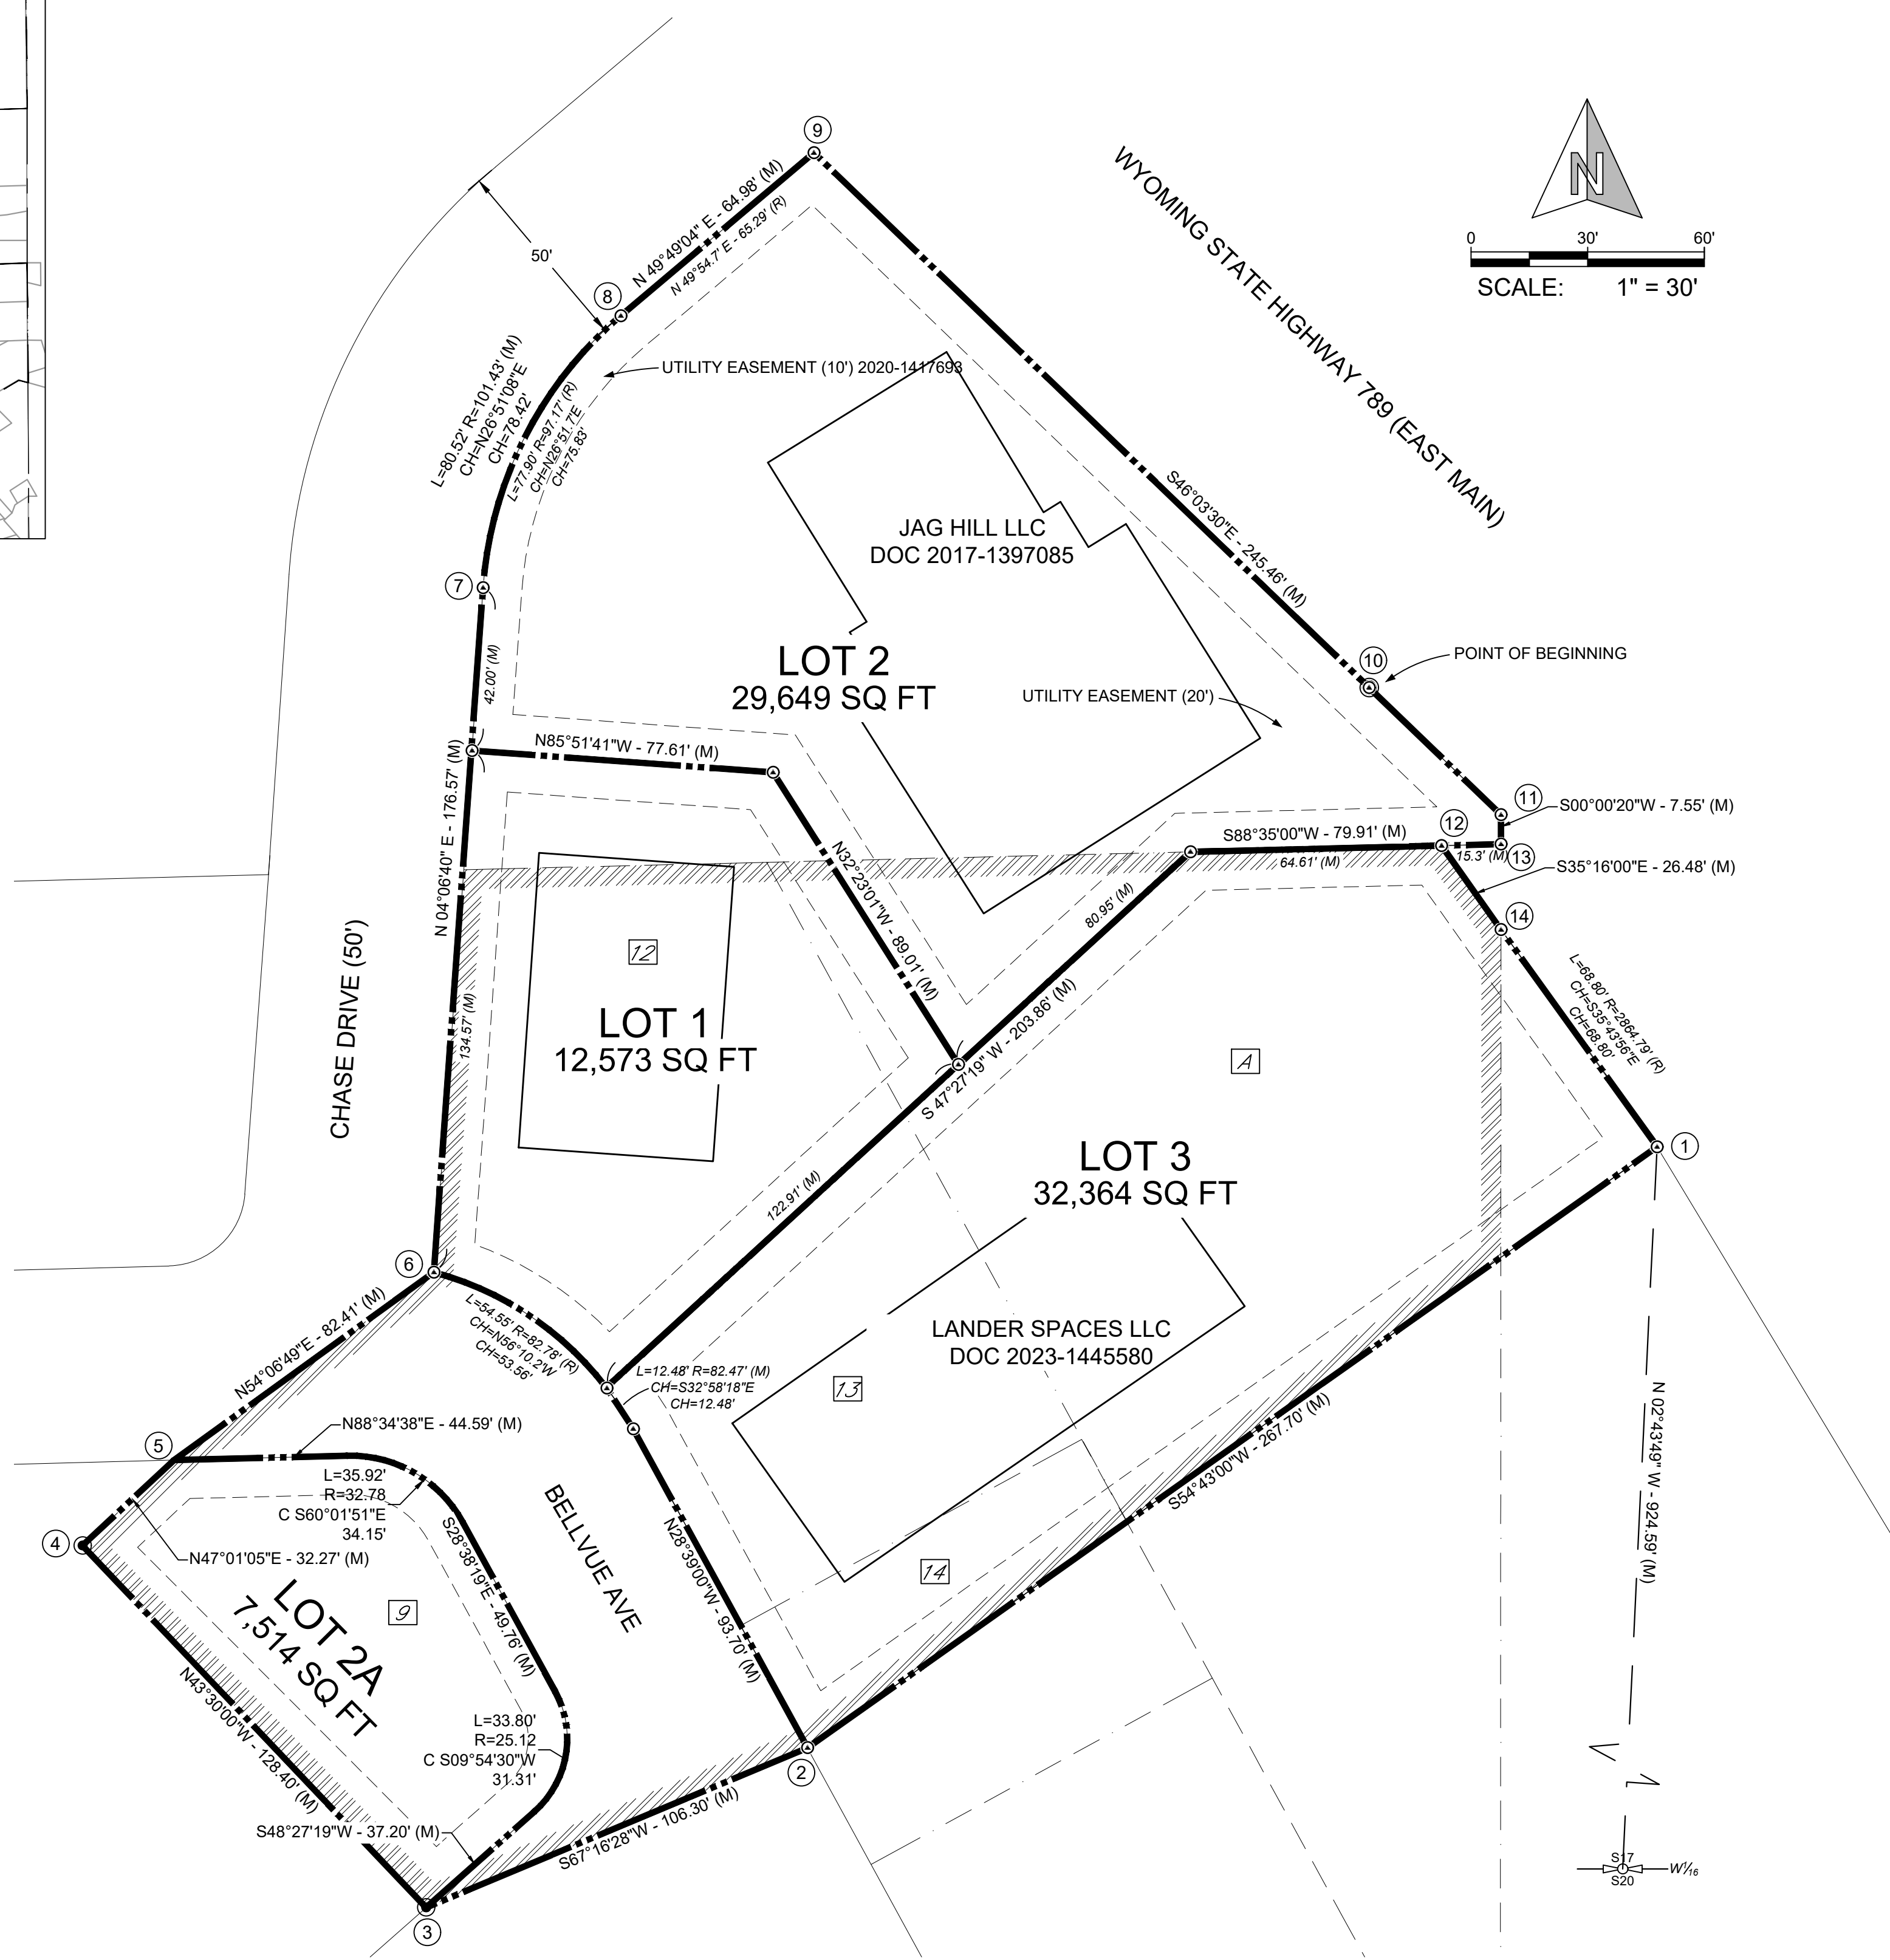 9
N 49°49'04" E - 64.98' (M)
N 49°54.7' E - 65.29' (R)
50'
8
WYOMING STATE HIGHWAY 789 (EAST MAIN)
N
0 30' 60'
SCALE: 1" = 30'
L=80.52' R=101.43' (M)
CH=N26°51'08"E
CH=78.42'
L=77.90' R=97.17' (R)
CH=N26°51.7'E
CH=75.83'
UTILITY EASEMENT (10') 2020-1417693
JAG HILL LLC
DOC 2017-1397085
S46°03'30"E - 245.46' (M)
7
42.00' (M)
LOT 2
29,649 SQ FT
10
POINT OF BEGINNING
UTILITY EASEMENT (20')
N85°51'41"W - 77.61' (M)
N 04°06'40" E - 176.57' (M)
11
S00°00'20"W - 7.55' (M)
12
S88°35'00"W - 79.91' (M)
64.61' (M)
15.3' (M)
13
S35°16'00"E - 26.48' (M)
N32°23'01"W - 89.01' (M)
80.95' (M)
14
L=68.80' R=2864.79' (R)
CH=S35°43'56"E
CH=68.80'
CHASE DRIVE (50')
134.57' (M)
12
LOT 1
12,573 SQ FT
S 47°27'19" W - 203.86' (M)
A
1
LOT 3
32,364 SQ FT
122.91' (M)
6
N54°06'49"E - 82.41' (M)
L=54.55' R=82.78' (R)
CH=N56°10.2'W
CH=53.56'
L=12.48' R=82.47' (M)
CH=S32°58'18"E
CH=12.48'
LANDER SPACES LLC
DOC 2023-1445580
13
S54°43'00"W - 267.70' (M)
N 02°43'49" W - 924.59' (M)
N88°34'38"E - 44.59' (M)
5
L=35.92'
R=32.78
C S60°01'51"E
34.15'
4
N47°01'05"E - 32.27' (M)
S28°38'19"E - 49.76' (M)
BELLVUE AVE
N28°39'00"W - 93.70' (M)
14
LOT 2A
7,514 SQ FT
9
N43°30'00"W - 128.40' (M)
L=33.80'
R=25.12
C S09°54'30"W
31.31'
2
S48°27'19"W - 37.20' (M)
S67°16'28"W - 106.30' (M)
3
S17
S20
W1⁄16